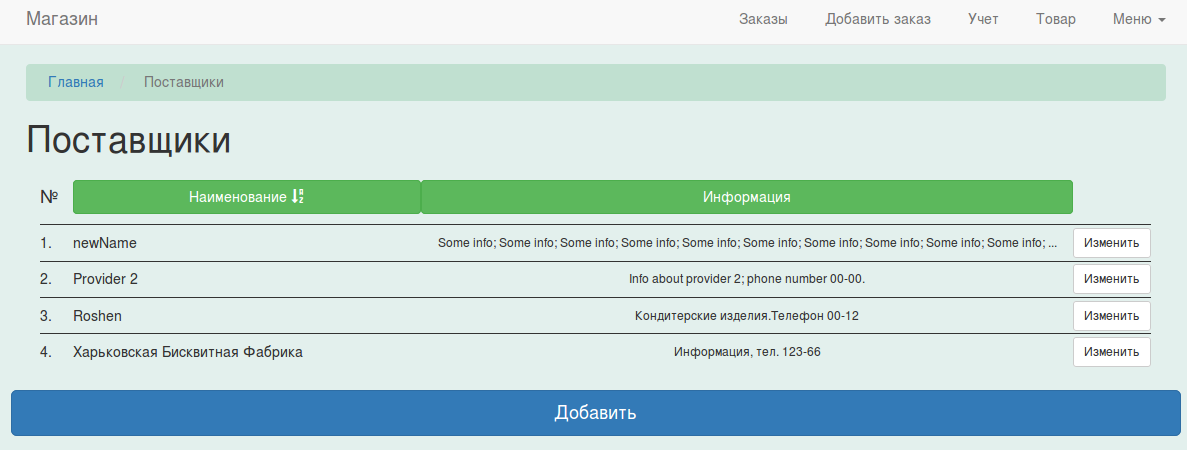 Магазин Заказы Добавить заказ Учет Товар Меню
Главная / Поставщики
Поставщики
№ Наименование Информация
1. newName Some info; Some info; Some info; Some info; Some info; Some info; Some info; Some info; Some info; Some info; ... Изменить
2. Provider 2 Info about provider 2; phone number 00-00. Изменить
3. Roshen Кондитерские изделия.Телефон 00-12 Изменить
4. Харьковская Бисквитная Фабрика Информация, тел. 123-66 Изменить
Добавить